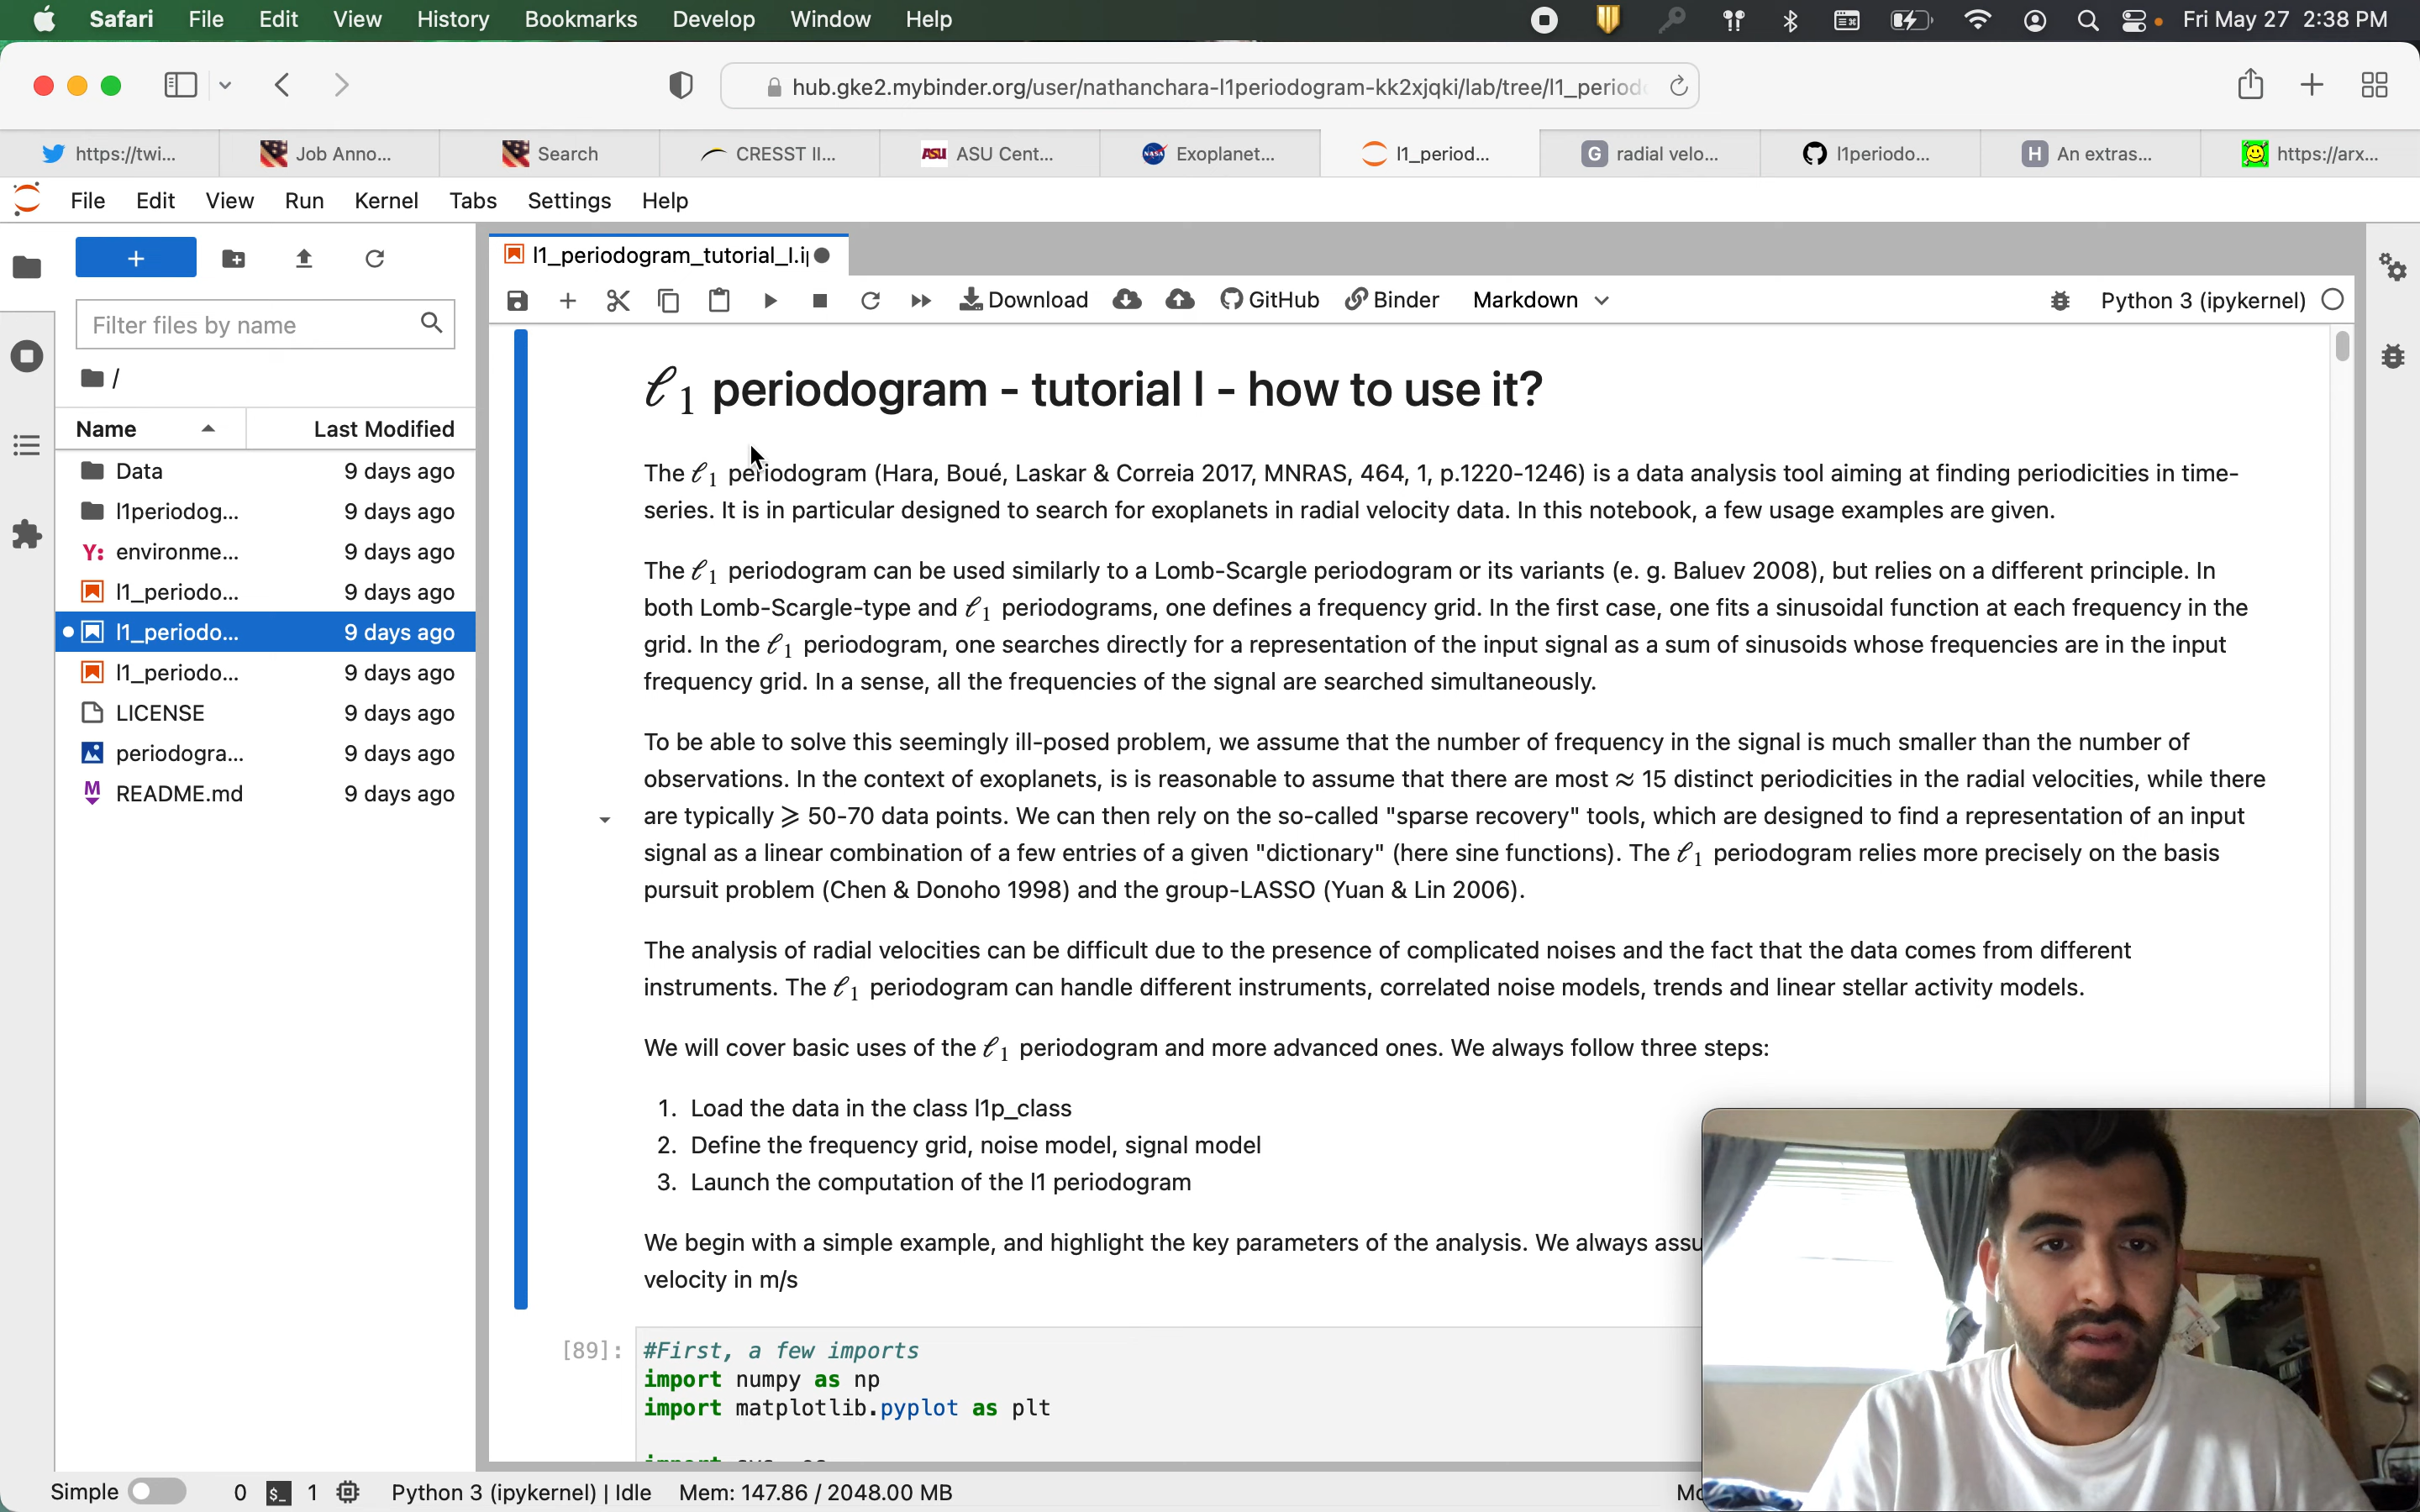 Safari File Edit View History Bookmarks Develop Window Help Fri May 27 2:38 PM
hub.gke2.mybinder.org/user/nathanchara-l1periodogram-kk2xjqki/lab/tree/l1_period
https://twi... Job Anno... Search CRESST II... ASU ASU Cent... NASA Exoplanet... l1_period... G radial velo... l1periodo... H An extras... https://arx...
File Edit View Run Kernel Tabs Settings Help
+
l1_periodogram_tutorial_I.i
Filter files by name
Download GitHub Binder Markdown Python 3 (ipykernel)
/
Name Last Modified
Data 9 days ago
l1periodog... 9 days ago
Y: environme... 9 days ago
l1_periodo... 9 days ago
l1_periodo... 9 days ago
l1_periodo... 9 days ago
LICENSE 9 days ago
periodogra... 9 days ago
M README.md 9 days ago
ℓ1 periodogram - tutorial I - how to use it?
The ℓ1 periodogram (Hara, Boué, Laskar & Correia 2017, MNRAS, 464, 1, p.1220-1246) is a data analysis tool aiming at finding periodicities in time-
series. It is in particular designed to search for exoplanets in radial velocity data. In this notebook, a few usage examples are given.
The ℓ1 periodogram can be used similarly to a Lomb-Scargle periodogram or its variants (e. g. Baluev 2008), but relies on a different principle. In
both Lomb-Scargle-type and ℓ1 periodograms, one defines a frequency grid. In the first case, one fits a sinusoidal function at each frequency in the
grid. In the ℓ1 periodogram, one searches directly for a representation of the input signal as a sum of sinusoids whose frequencies are in the input
frequency grid. In a sense, all the frequencies of the signal are searched simultaneously.
To be able to solve this seemingly ill-posed problem, we assume that the number of frequency in the signal is much smaller than the number of
observations. In the context of exoplanets, is is reasonable to assume that there are most ≈ 15 distinct periodicities in the radial velocities, while there
are typically ⩾ 50-70 data points. We can then rely on the so-called "sparse recovery" tools, which are designed to find a representation of an input
signal as a linear combination of a few entries of a given "dictionary" (here sine functions). The ℓ1 periodogram relies more precisely on the basis
pursuit problem (Chen & Donoho 1998) and the group-LASSO (Yuan & Lin 2006).
The analysis of radial velocities can be difficult due to the presence of complicated noises and the fact that the data comes from different
instruments. The ℓ1 periodogram can handle different instruments, correlated noise models, trends and linear stellar activity models.
We will cover basic uses of the ℓ1 periodogram and more advanced ones. We always follow three steps:
1. Load the data in the class l1p_class
2. Define the frequency grid, noise model, signal model
3. Launch the computation of the l1 periodogram
We begin with a simple example, and highlight the key parameters of the analysis. We always assu
velocity in m/s
[89]: #First, a few imports
import numpy as np
import matplotlib.pyplot as plt
Simple 0 $_ 1 Python 3 (ipykernel) | Idle Mem: 147.86 / 2048.00 MB